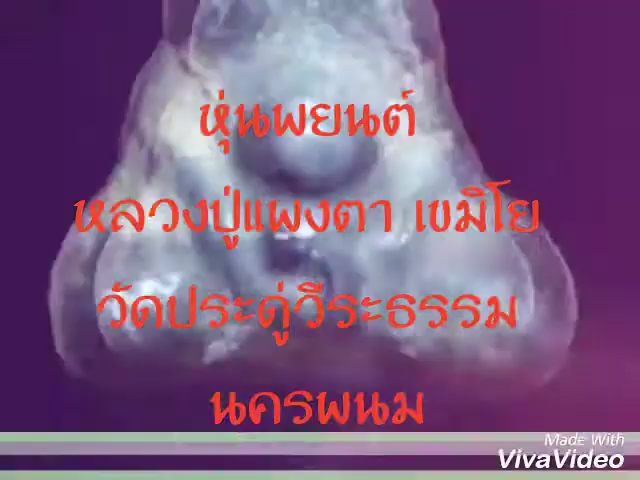 หุ่นพยนต์
หลวงปู่แผงตา เขมิโย
วัดประดู่วีระธรรม
นครพนม
Made With
VivaVideo